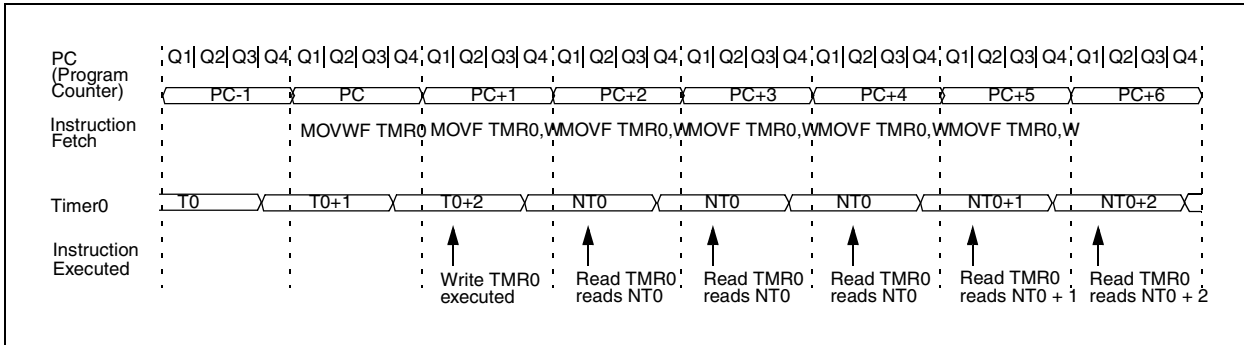 PC (Program Counter)
Q1 Q2 Q3 Q4 Q1 Q2 Q3 Q4 Q1 Q2 Q3 Q4 Q1 Q2 Q3 Q4 Q1 Q2 Q3 Q4 Q1 Q2 Q3 Q4 Q1 Q2 Q3 Q4 Q1 Q2 Q3 Q4
PC-1 PC PC+1 PC+2 PC+3 PC+4 PC+5 PC+6
Instruction Fetch
MOVWF TMR0 MOVF TMR0,W MOVF TMR0,W MOVF TMR0,W MOVF TMR0,W MOVF TMR0,W
Timer0
T0 T0+1 T0+2 NT0 NT0 NT0 NT0+1 NT0+2
Instruction Executed
Write TMR0 executed
Read TMR0 reads NT0
Read TMR0 reads NT0
Read TMR0 reads NT0
Read TMR0 reads NT0 + 1
Read TMR0 reads NT0 + 2